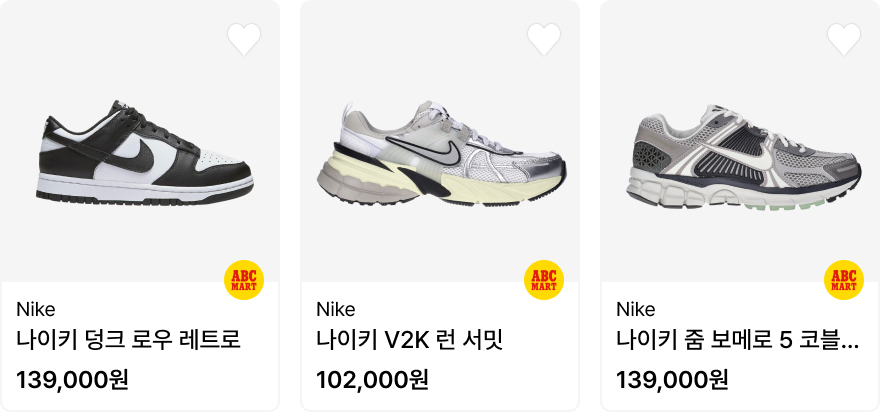 ABC
MART
Nike
나이키 덩크 로우 레트로
139,000원
ABC
MART
Nike
나이키 V2K 런 서밋
102,000원
ABC
MART
Nike
나이키 줌 보메로 5 코블...
139,000원